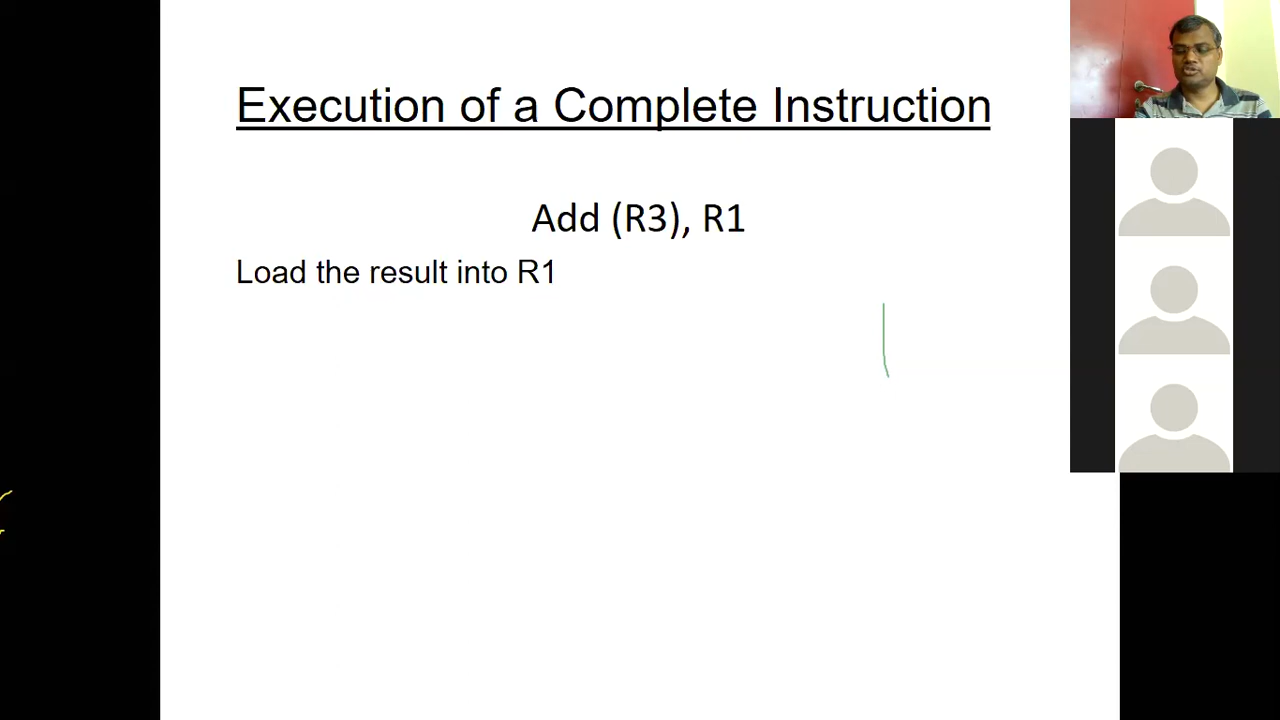 Execution of a Complete Instruction
Add (R3), R1
Load the result into R1